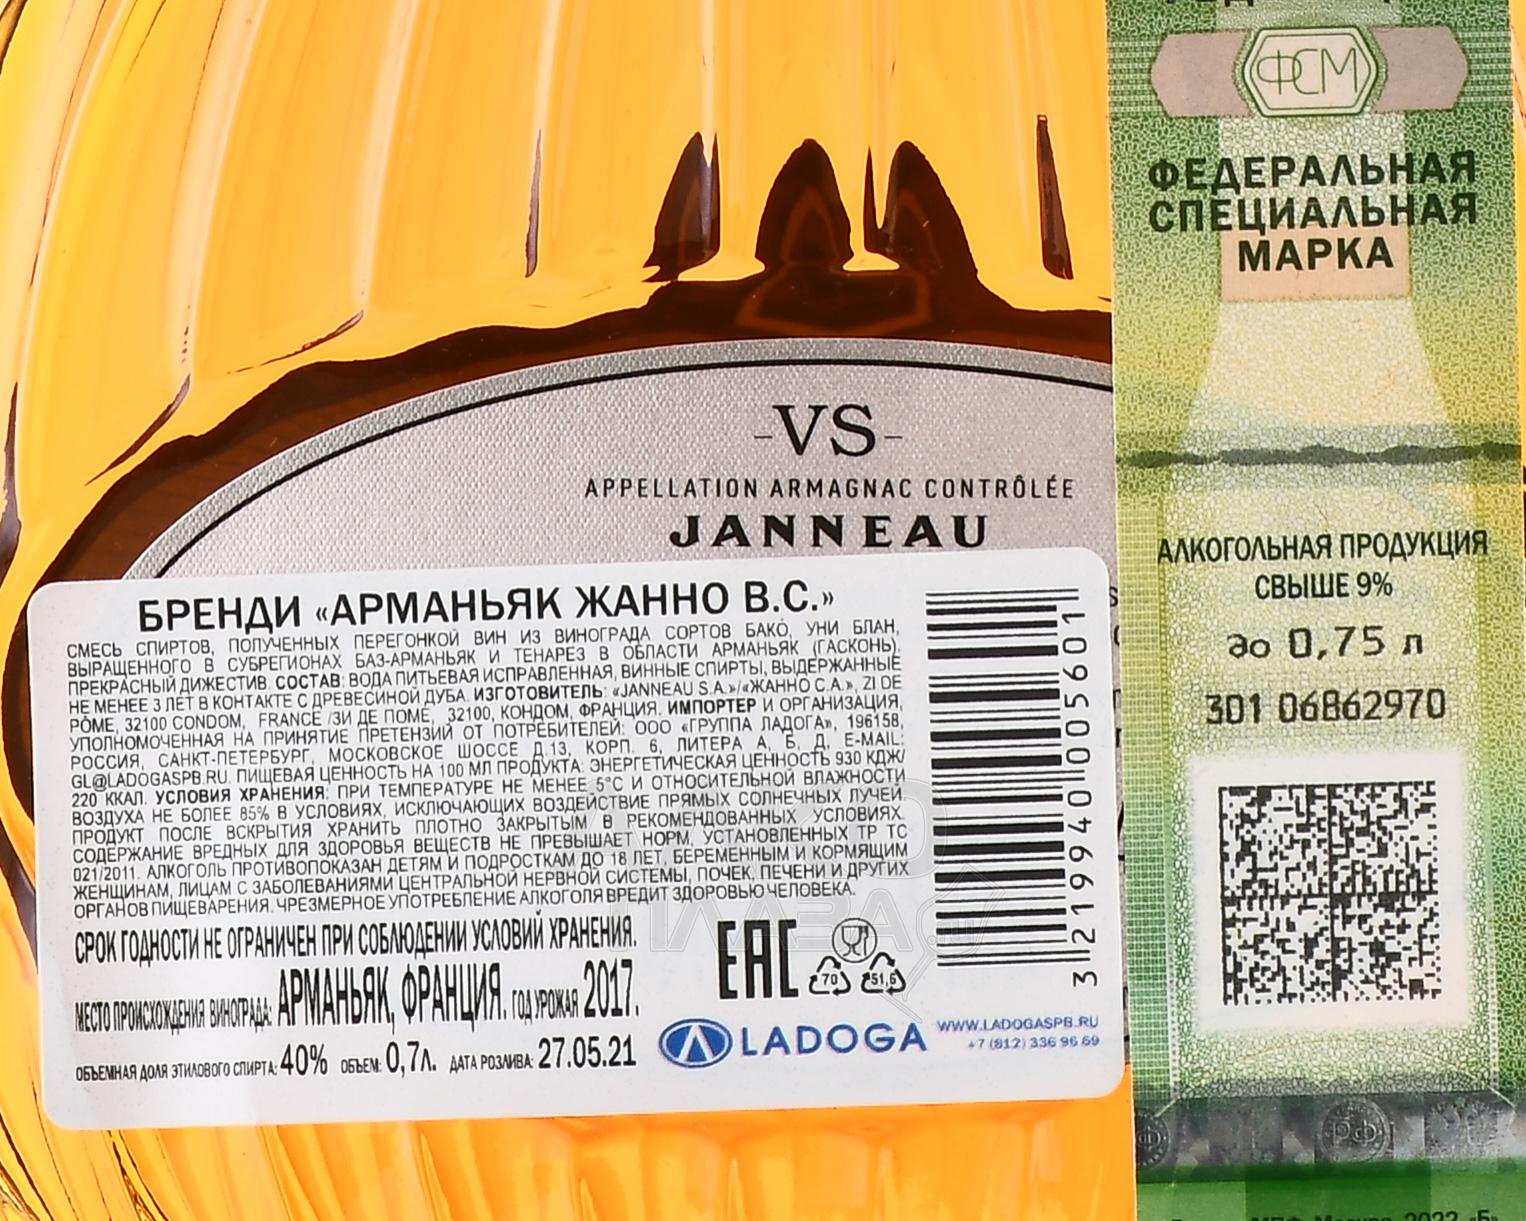 -VS-
APPELLATION ARMAGNAC CONTRÔLÉE
JANNEAU
БРЕНДИ «АРМАНЬЯК ЖАННО В.С.»
СМЕСЬ СПИРТОВ, ПОЛУЧЕННЫХ ПЕРЕГОНКОЙ ВИН ИЗ ВИНОГРАДА СОРТОВ БАКО, УНИ БЛАН,
ВЫРАЩЕННОГО В СУБРЕГИОНАХ БАЗ-АРМАНЬЯК И ТЕНАРЕЗ В ОБЛАСТИ АРМАНЬЯК (ГАСКОНЬ).
ПРЕКРАСНЫЙ ДИЖЕСТИВ. СОСТАВ: ВОДА ПИТЬЕВАЯ ИСПРАВЛЕННАЯ, ВИННЫЕ СПИРТЫ, ВЫДЕРЖАННЫЕ
НЕ МЕНЕЕ 3 ЛЕТ В КОНТАКТЕ С ДРЕВЕСИНОЙ ДУБА. ИЗГОТОВИТЕЛЬ: «JANNEAU S.A.»/«ЖАННО С.А.», ZI DE
PÔME, 32100 CONDOM, FRANCE /ЗИ ДЕ ПОМЕ, 32100, КОНДОМ, ФРАНЦИЯ. ИМПОРТЕР И ОРГАНИЗАЦИЯ,
УПОЛНОМОЧЕННАЯ НА ПРИНЯТИЕ ПРЕТЕНЗИЙ ОТ ПОТРЕБИТЕЛЕЙ: ООО «ГРУППА ЛАДОГА», 196158,
РОССИЯ, САНКТ-ПЕТЕРБУРГ, МОСКОВСКОЕ ШОССЕ Д.13, КОРП. 6, ЛИТЕРА А, Б, Д, E-MAIL:
GL@LADOGASPB.RU. ПИЩЕВАЯ ЦЕННОСТЬ НА 100 МЛ ПРОДУКТА: ЭНЕРГЕТИЧЕСКАЯ ЦЕННОСТЬ 930 КДЖ/
220 ККАЛ. УСЛОВИЯ ХРАНЕНИЯ: ПРИ ТЕМПЕРАТУРЕ НЕ МЕНЕЕ 5°С И ОТНОСИТЕЛЬНОЙ ВЛАЖНОСТИ
ВОЗДУХА НЕ БОЛЕЕ 85% В УСЛОВИЯХ, ИСКЛЮЧАЮЩИХ ВОЗДЕЙСТВИЕ ПРЯМЫХ СОЛНЕЧНЫХ ЛУЧЕЙ.
ПРОДУКТ ПОСЛЕ ВСКРЫТИЯ ХРАНИТЬ ПЛОТНО ЗАКРЫТЫМ В РЕКОМЕНДОВАННЫХ УСЛОВИЯХ.
СОДЕРЖАНИЕ ВРЕДНЫХ ДЛЯ ЗДОРОВЬЯ ВЕЩЕСТВ НЕ ПРЕВЫШАЕТ НОРМ, УСТАНОВЛЕННЫХ ТР ТС
021/2011. АЛКОГОЛЬ ПРОТИВОПОКАЗАН ДЕТЯМ И ПОДРОСТКАМ ДО 18 ЛЕТ, БЕРЕМЕННЫМ И КОРМЯЩИМ
ЖЕНЩИНАМ, ЛИЦАМ С ЗАБОЛЕВАНИЯМИ ЦЕНТРАЛЬНОЙ НЕРВНОЙ СИСТЕМЫ, ПОЧЕК, ПЕЧЕНИ И ДРУГИХ
ОРГАНОВ ПИЩЕВАРЕНИЯ. ЧРЕЗМЕРНОЕ УПОТРЕБЛЕНИЕ АЛКОГОЛЯ ВРЕДИТ ЗДОРОВЬЮ ЧЕЛОВЕКА.
СРОК ГОДНОСТИ НЕ ОГРАНИЧЕН ПРИ СОБЛЮДЕНИИ УСЛОВИЙ ХРАНЕНИЯ.
МЕСТО ПРОИСХОЖДЕНИЯ ВИНОГРАДА: АРМАНЬЯК, ФРАНЦИЯ. ГОД УРОЖАЯ 2017.
ОБЪЕМНАЯ ДОЛЯ ЭТИЛОВОГО СПИРТА: 40% ОБЪЕМ: 0,7л. ДАТА РОЗЛИВА: 27.05.21
EAC
70 51,6
LADOGA
WWW.LADOGASPB.RU
+7 (812) 336 96 69
3 219940 005601
ФСМ
ФЕДЕРАЛЬНАЯ
СПЕЦИАЛЬНАЯ
МАРКА
АЛКОГОЛЬНАЯ ПРОДУКЦИЯ
СВЫШЕ 9%
до 0,75 л
301 06862970
РФ